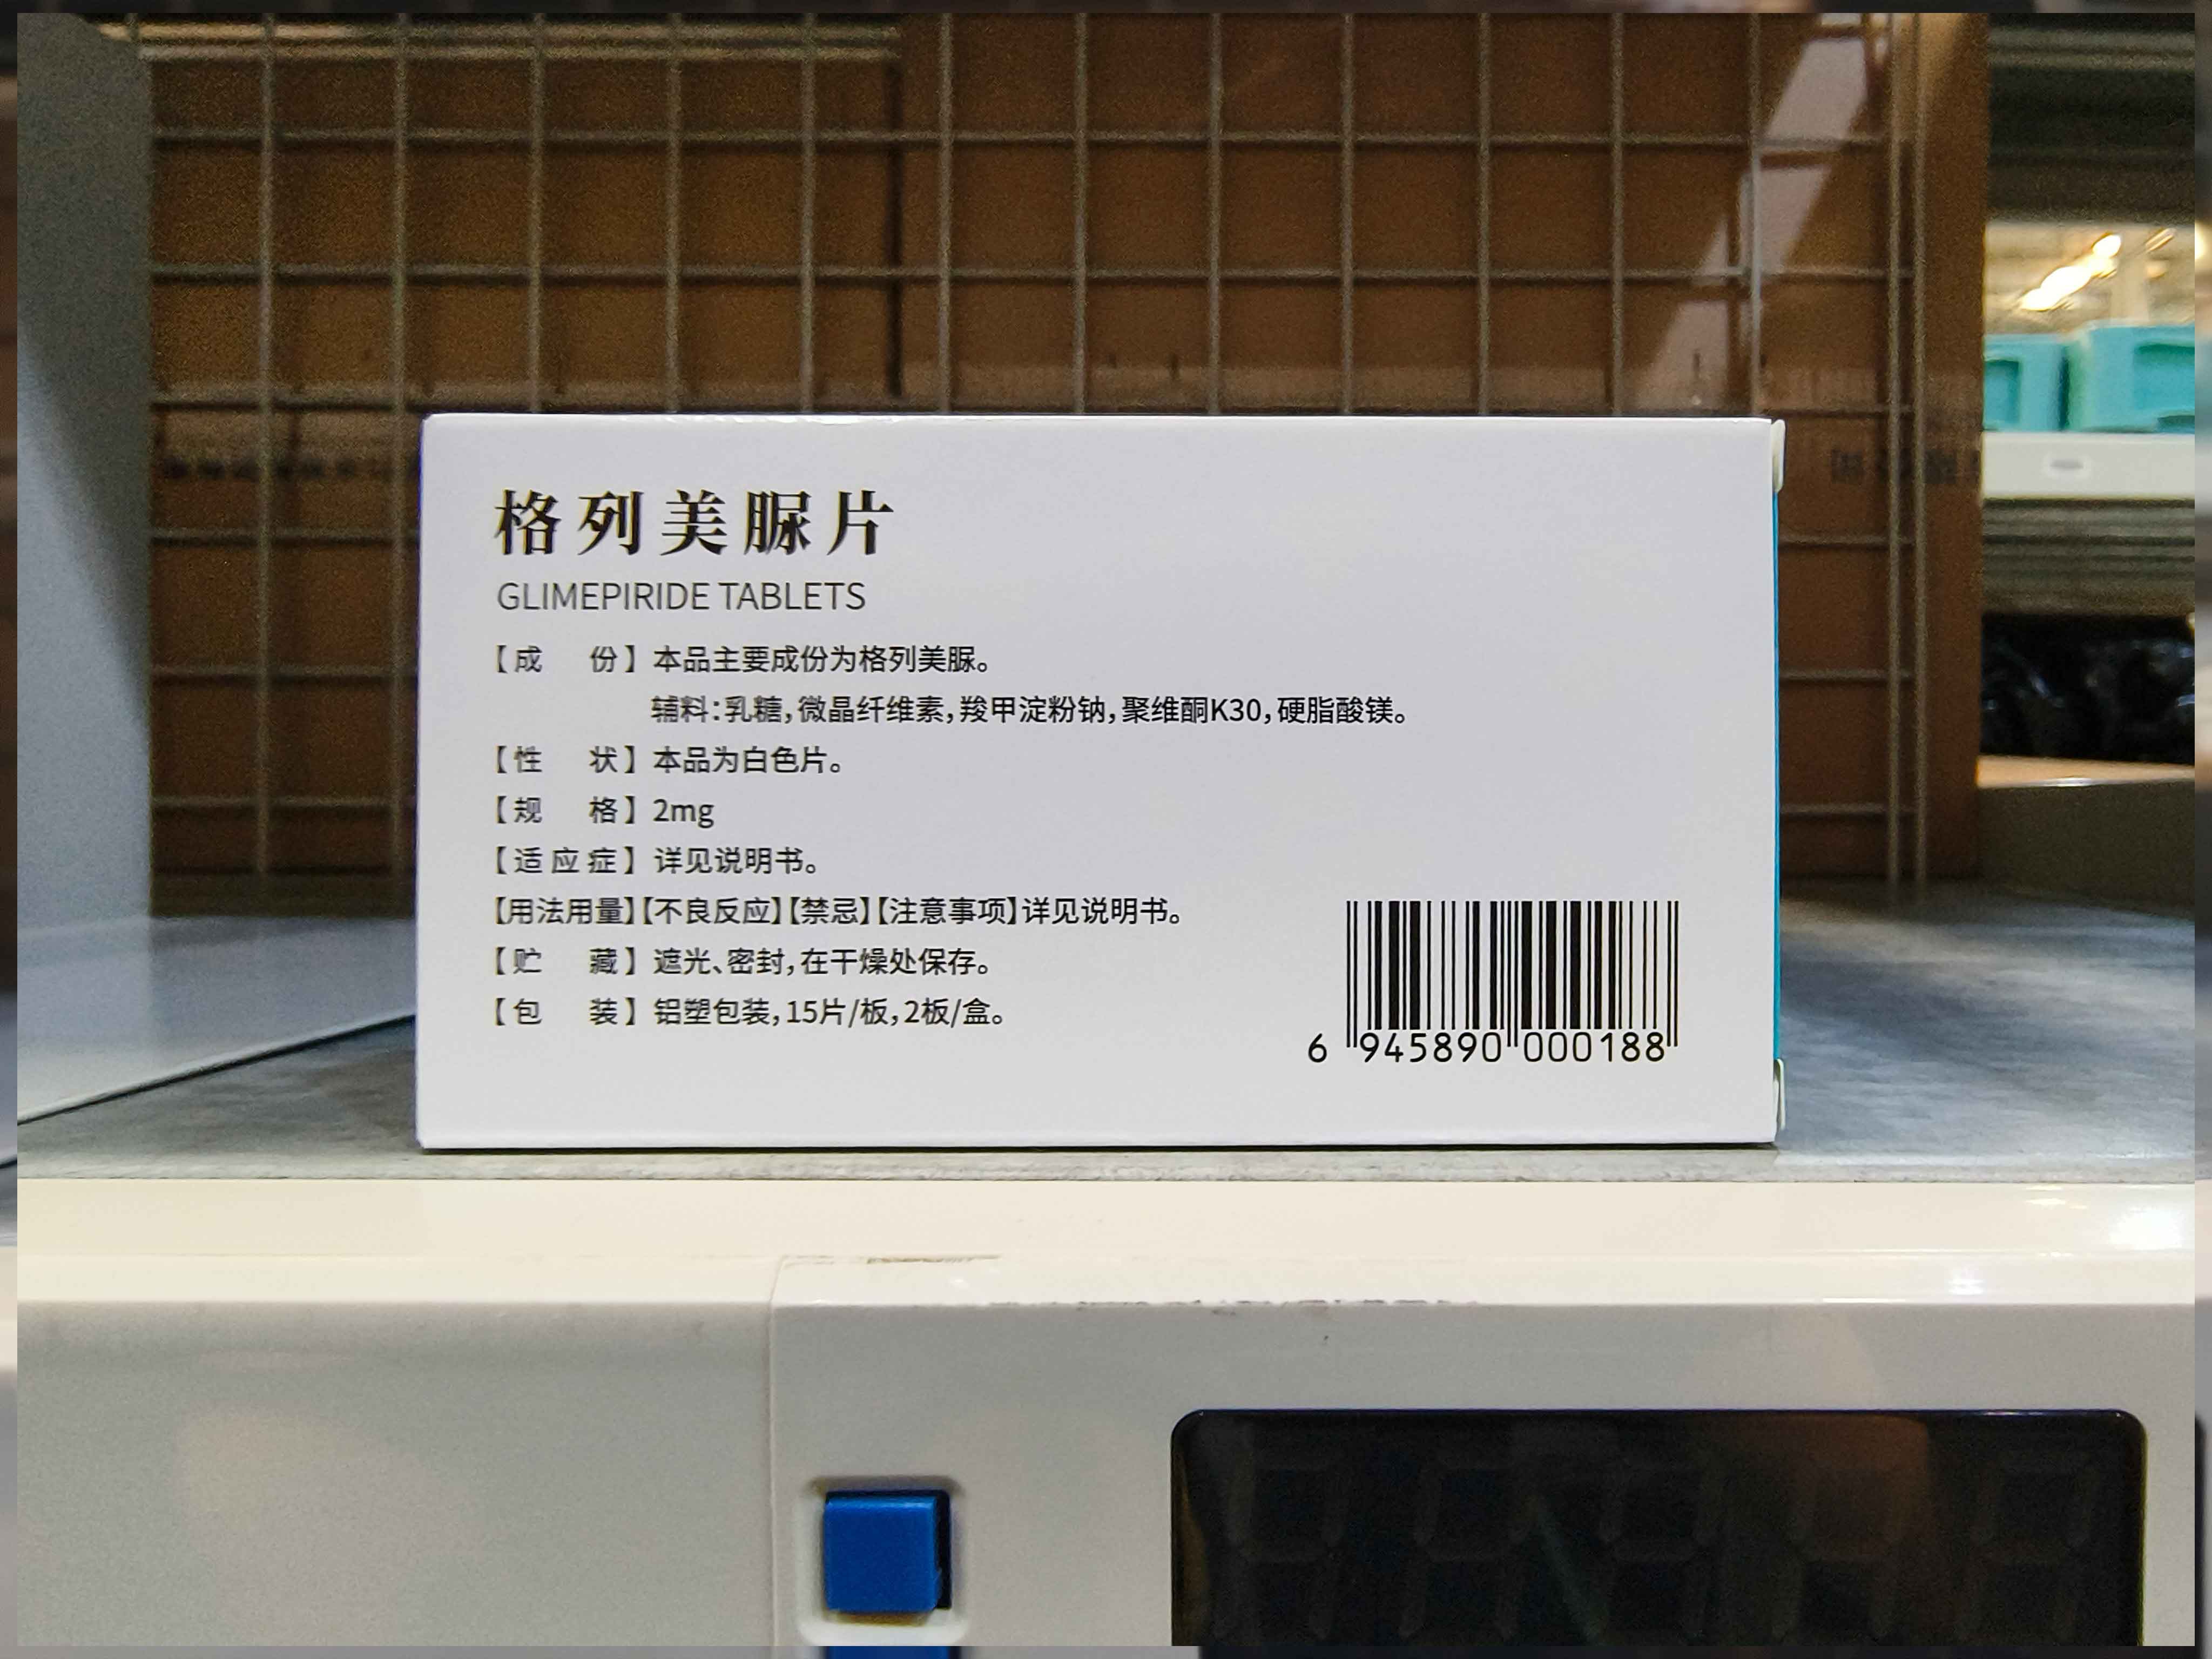 格列美脲片
GLIMEPIRIDE TABLETS
【成份】本品主要成份为格列美脲。
辅料：乳糖，微晶纤维素，羧甲淀粉钠，聚维酮K30，硬脂酸镁。
【性状】本品为白色片。
【规格】2mg
【适应症】详见说明书。
【用法用量】【不良反应】【禁忌】【注意事项】详见说明书。
【贮藏】遮光、密封，在干燥处保存。
【包装】铝塑包装，15片/板，2板/盒。
6 945890 000188